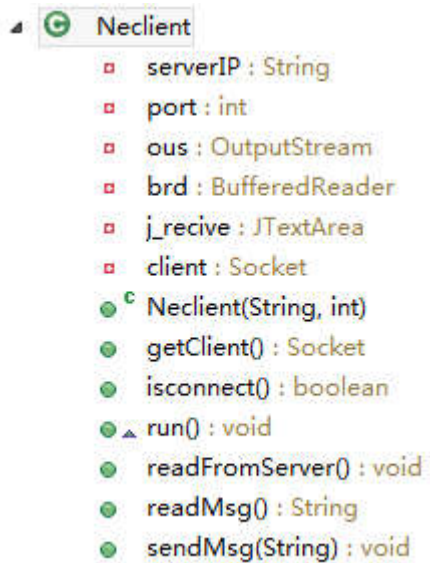 Neclient
serverIP : String
port : int
ous : OutputStream
brd : BufferedReader
j_recive : JTextArea
client : Socket
C Neclient(String, int)
getClient() : Socket
isconnect() : boolean
run() : void
readFromServer() : void
readMsg() : String
sendMsg(String) : void